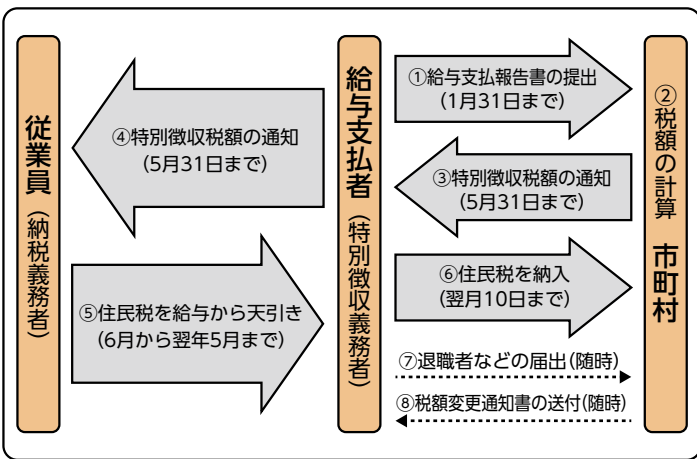 従業員（納税義務者）
④特別徴収税額の通知
(5月31日まで)
⑤住民税を給与から天引き
(6月から翌年5月まで)
給与支払者（特別徴収義務者）
①給与支払報告書の提出
(1月31日まで)
③特別徴収税額の通知
(5月31日まで)
⑥住民税を納入
(翌月10日まで)
⑦退職者などの届出(随時)
⑧税額変更通知書の送付(随時)
②税額の計算 市町村